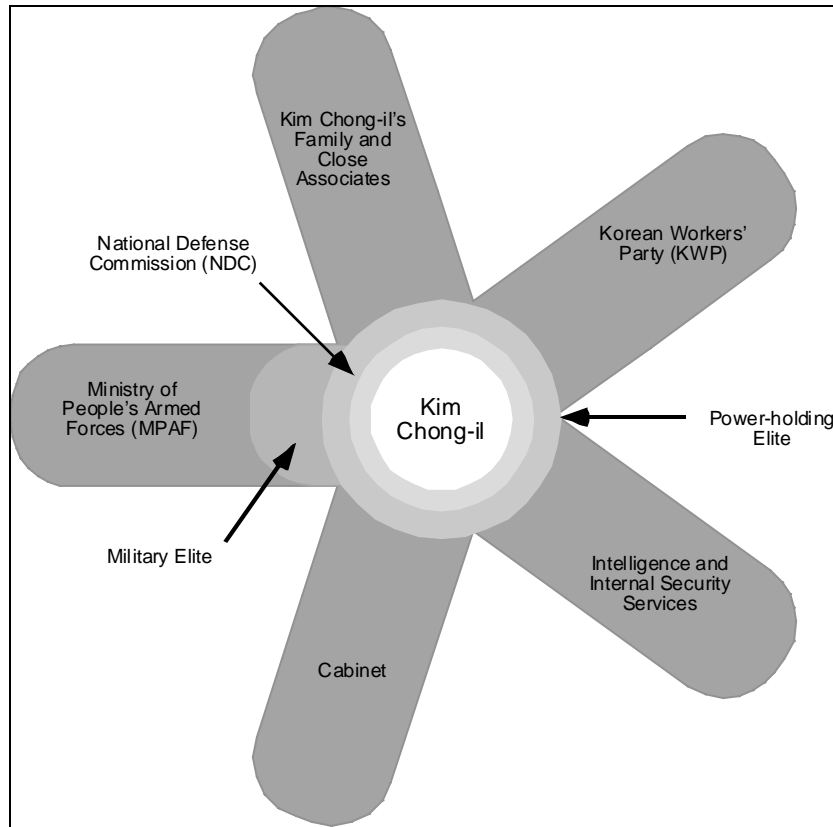 Kim Chong-il's
Family and
Close
Associates
Korean Workers'
Party (KWP)
National Defense
Commission (NDC)
Ministry of
People's Armed
Forces (MPAF)
Kim
Chong-il
Power-holding
Elite
Military Elite
Intelligence and
Internal Security
Services
Cabinet